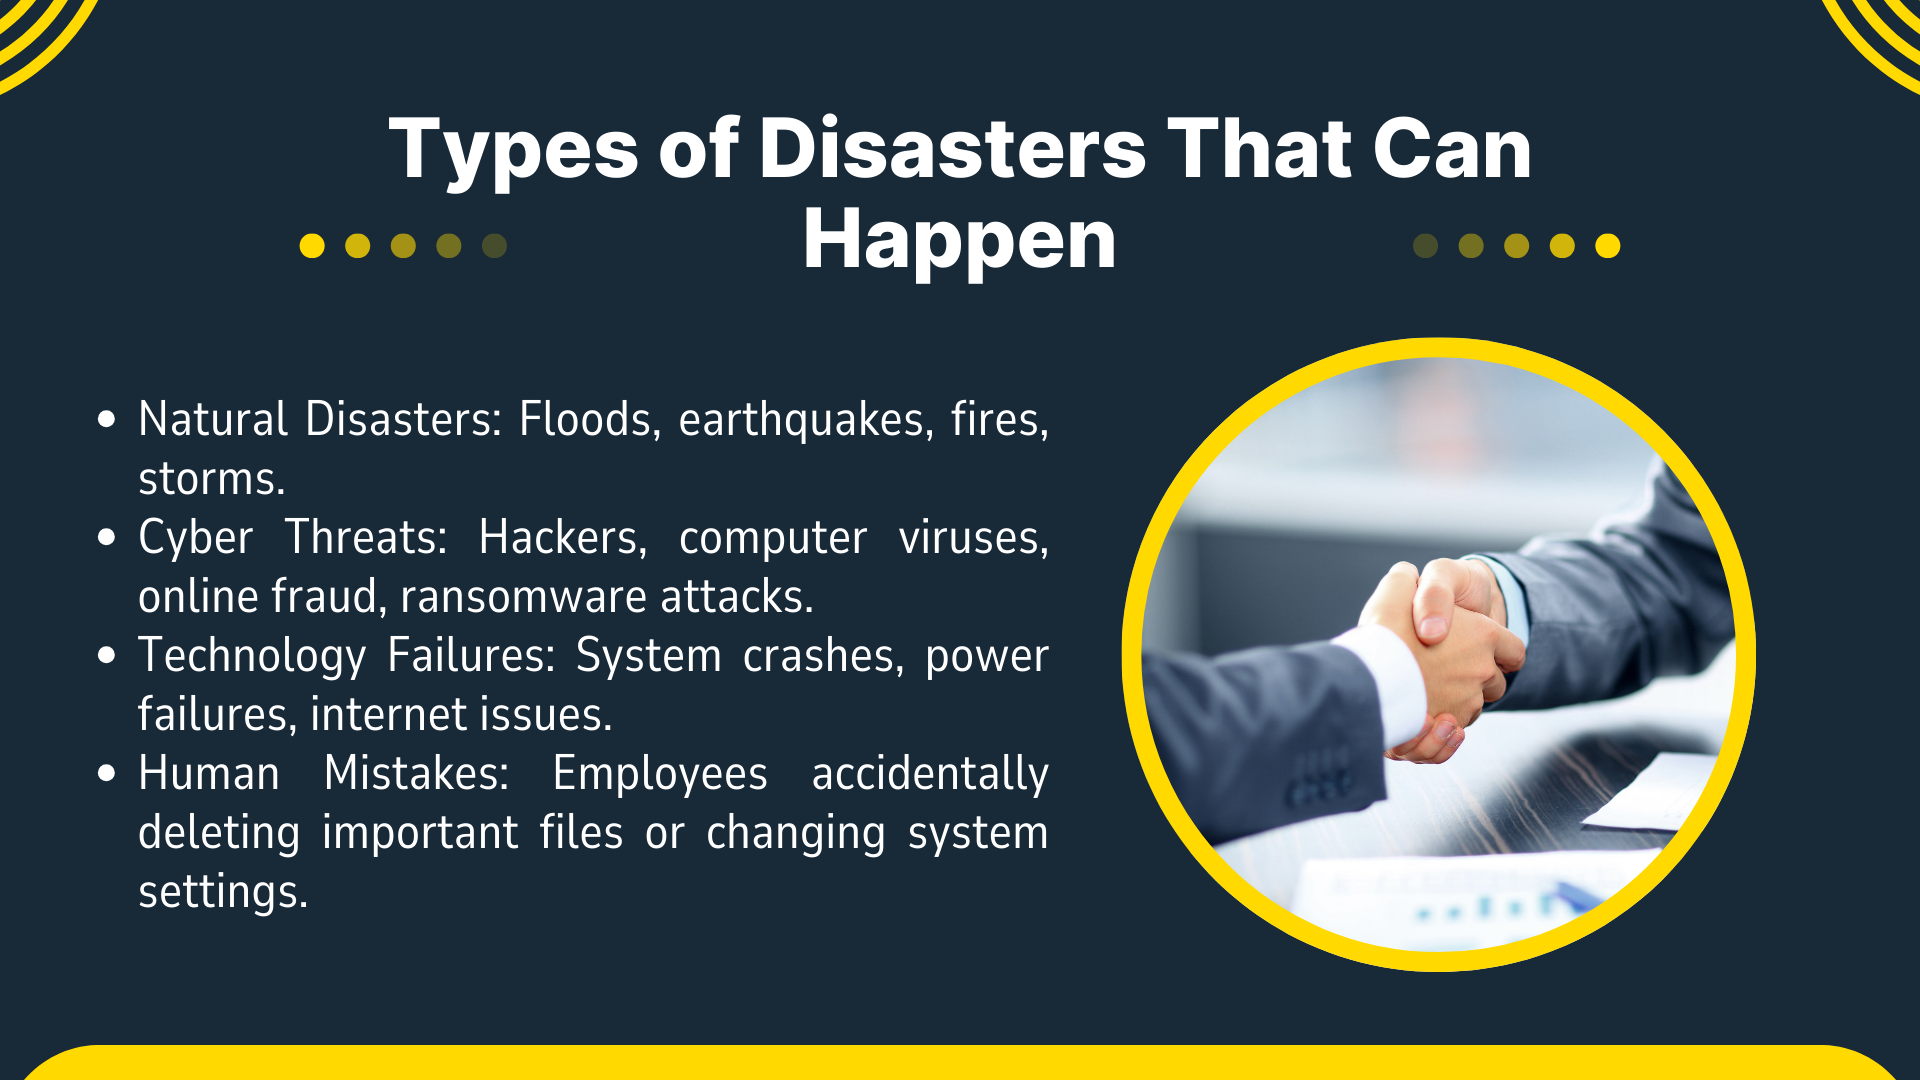 Types of Disasters That Can
Happen
• Natural Disasters: Floods, earthquakes, fires,
storms.
• Cyber Threats: Hackers, computer viruses,
online fraud, ransomware attacks.
• Technology Failures: System crashes, power
failures, internet issues.
• Human Mistakes: Employees accidentally
deleting important files or changing system
settings.